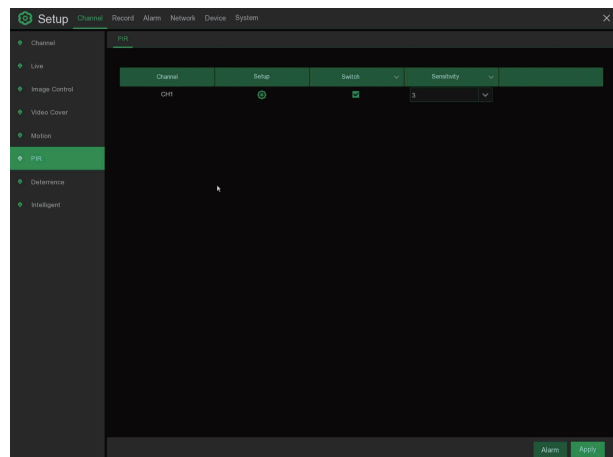 Setup Channel Record Alarm Network Device System
Channel
PIR
Live
Channel Setup Switch Sensitivity
Image Control
CH1 3
Video Cover
Motion
PIR
Deterrence
Intelligent
Alarm Apply